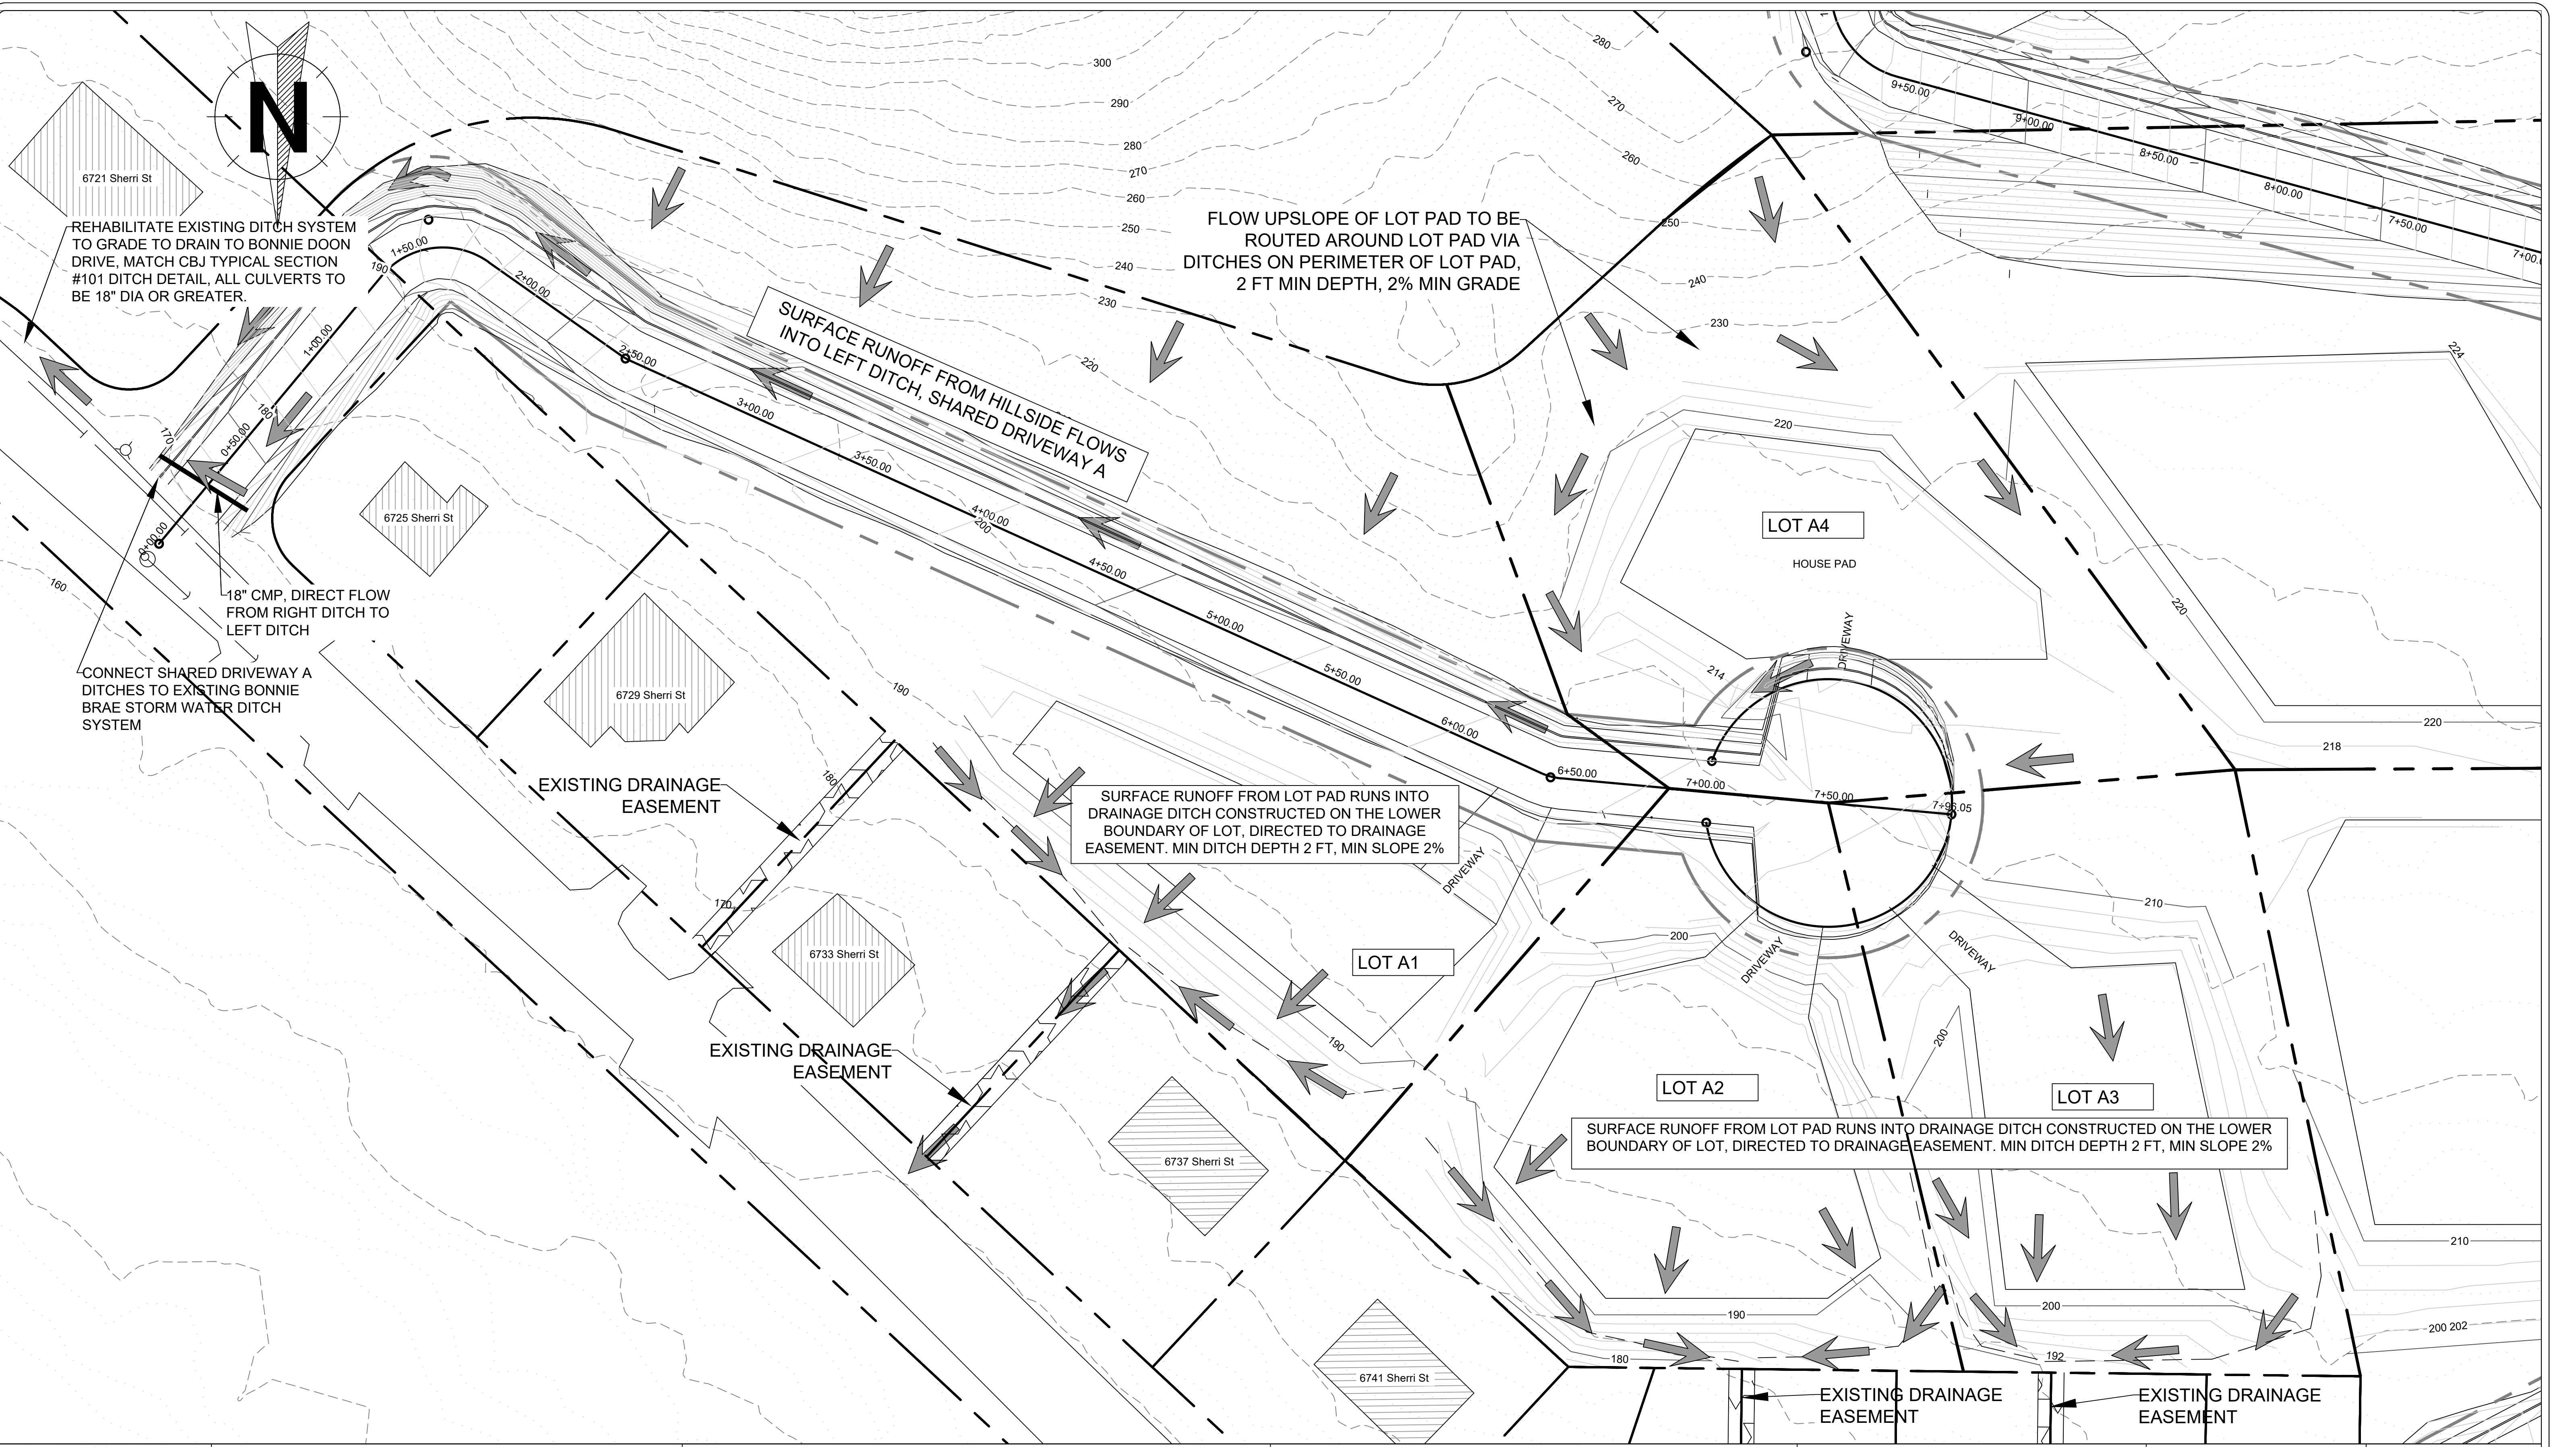 N
6721 Sherri St
REHABILITATE EXISTING DITCH SYSTEM
TO GRADE TO DRAIN TO BONNIE DOON
DRIVE, MATCH CBJ TYPICAL SECTION
#101 DITCH DETAIL, ALL CULVERTS TO
BE 18" DIA OR GREATER.
300
290
280
270
260
250
240
230
220
280
270
260
250
240
230
9+50.00
9+00.00
8+50.00
8+00.00
7+50.00
FLOW UPSLOPE OF LOT PAD TO BE
ROUTED AROUND LOT PAD VIA
DITCHES ON PERIMETER OF LOT PAD,
2 FT MIN DEPTH, 2% MIN GRADE
SURFACE RUNOFF FROM HILLSIDE FLOWS
INTO LEFT DITCH, SHARED DRIVEWAY A
190
180
170
160
0+00.00
0+50.00
1+00.00
1+50.00
2+00.00
2+50.00
3+00.00
3+50.00
4+00.00
200
4+50.00
5+00.00
5+50.00
6+00.00
6+50.00
7+00.00
7+50.00
7+96.05
6725 Sherri St
18" CMP, DIRECT FLOW
FROM RIGHT DITCH TO
LEFT DITCH
CONNECT SHARED DRIVEWAY A
DITCHES TO EXISTING BONNIE
BRAE STORM WATER DITCH
SYSTEM
224
220
LOT A4
HOUSE PAD
DRIVEWAY
214
220
220
218
6729 Sherri St
190
180
170
EXISTING DRAINAGE
EASEMENT
SURFACE RUNOFF FROM LOT PAD RUNS INTO
DRAINAGE DITCH CONSTRUCTED ON THE LOWER
BOUNDARY OF LOT, DIRECTED TO DRAINAGE
EASEMENT. MIN DITCH DEPTH 2 FT, MIN SLOPE 2%
DRIVEWAY
LOT A1
190
6733 Sherri St
EXISTING DRAINAGE
EASEMENT
200
DRIVEWAY
DRIVEWAY
210
200
LOT A2
LOT A3
SURFACE RUNOFF FROM LOT PAD RUNS INTO DRAINAGE DITCH CONSTRUCTED ON THE LOWER
BOUNDARY OF LOT, DIRECTED TO DRAINAGE EASEMENT. MIN DITCH DEPTH 2 FT, MIN SLOPE 2%
6737 Sherri St
210
190
200
200 202
180
192
6741 Sherri St
EXISTING DRAINAGE
EASEMENT
EXISTING DRAINAGE
EASEMENT